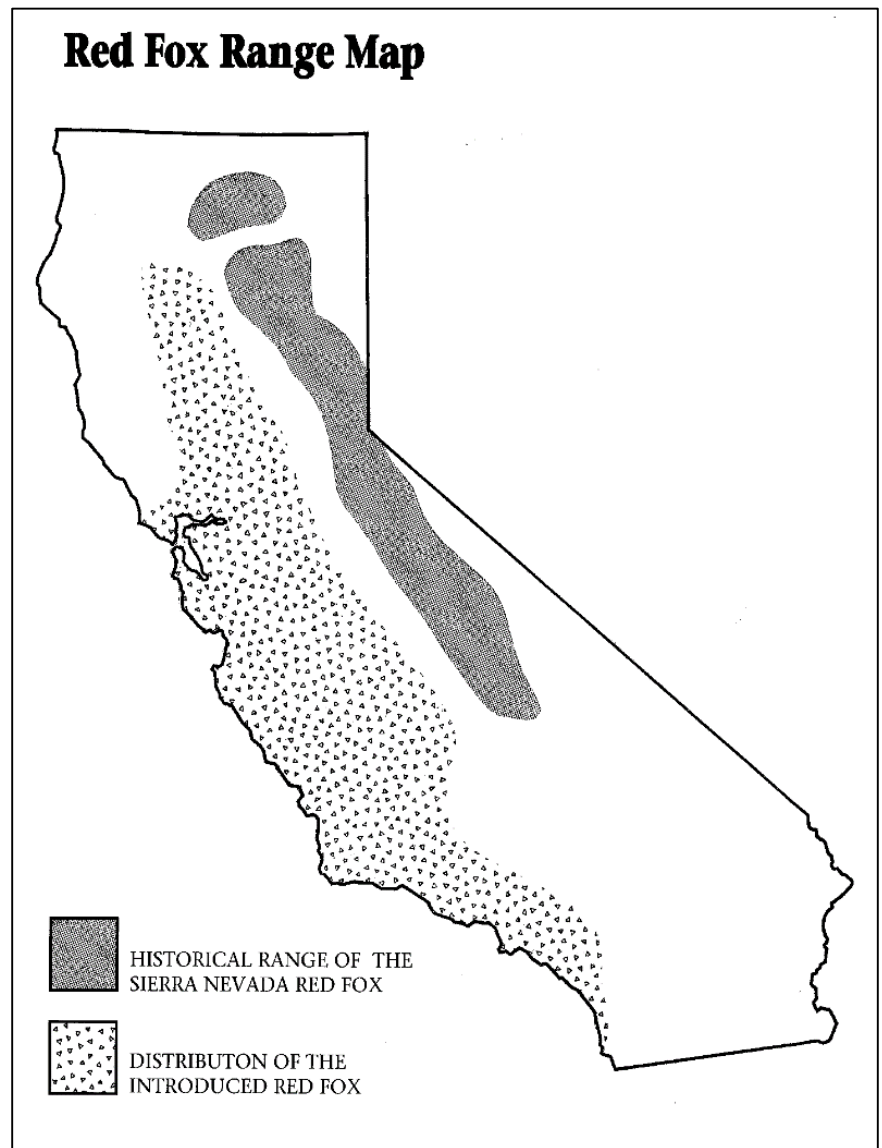 Red Fox Range Map
HISTORICAL RANGE OF THE
SIERRA NEVADA RED FOX
DISTRIBUTON OF THE
INTRODUCED RED FOX